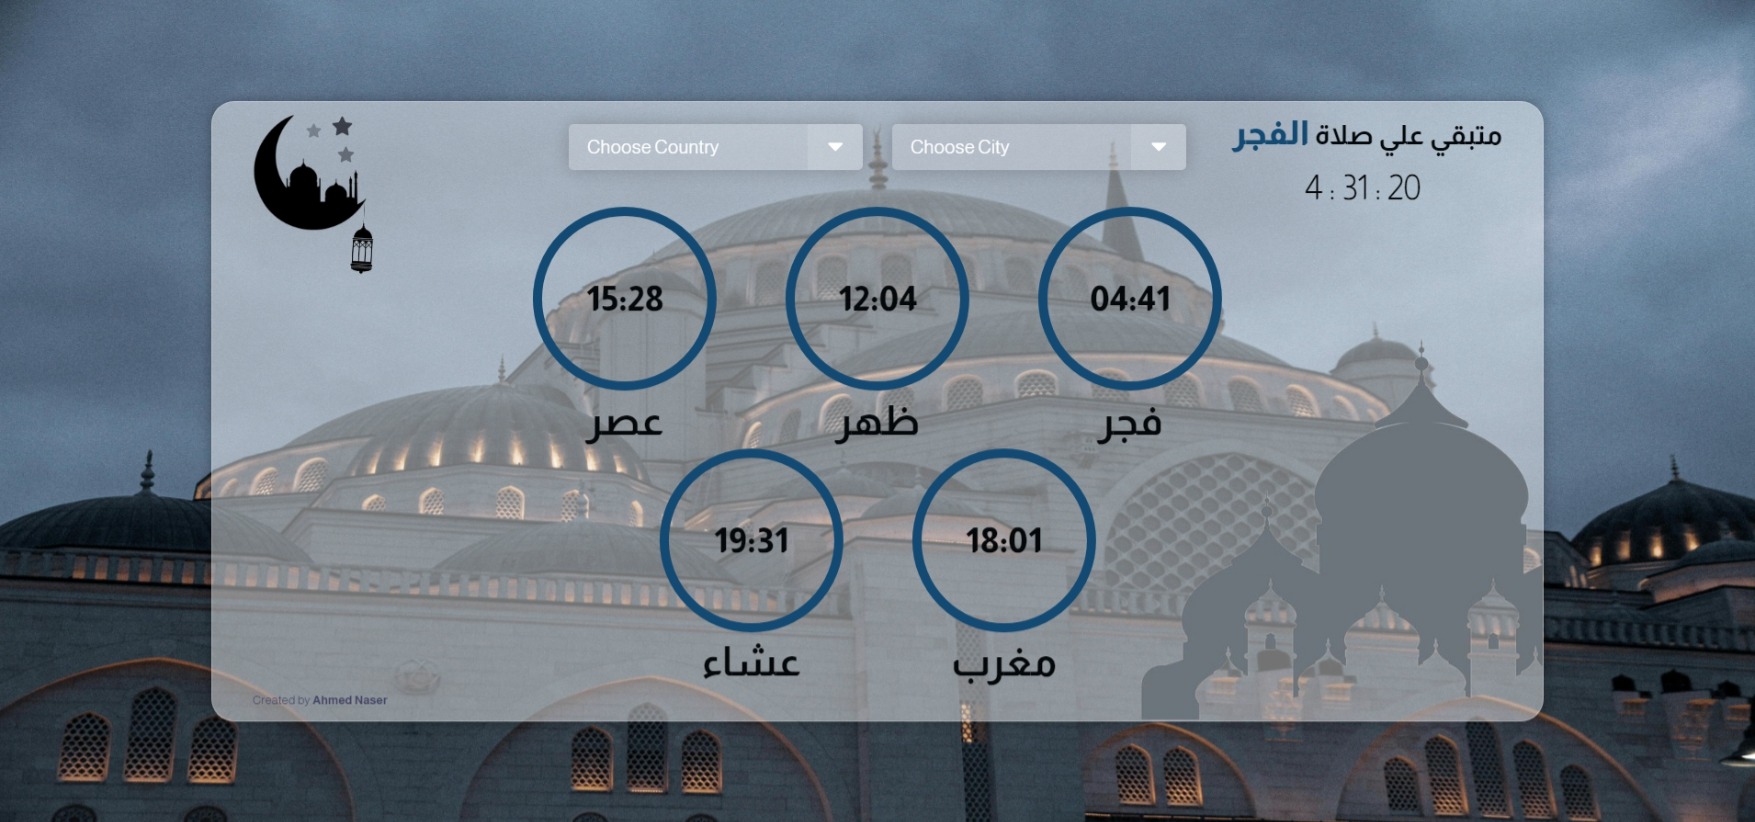 Choose Country
Choose City
متبقي علي صلاة الفجر
4 : 31 : 20
04:41
12:04
15:28
فجر
ظهر
عصر
18:01
19:31
مغرب
عشاء
Created by Ahmed Naser